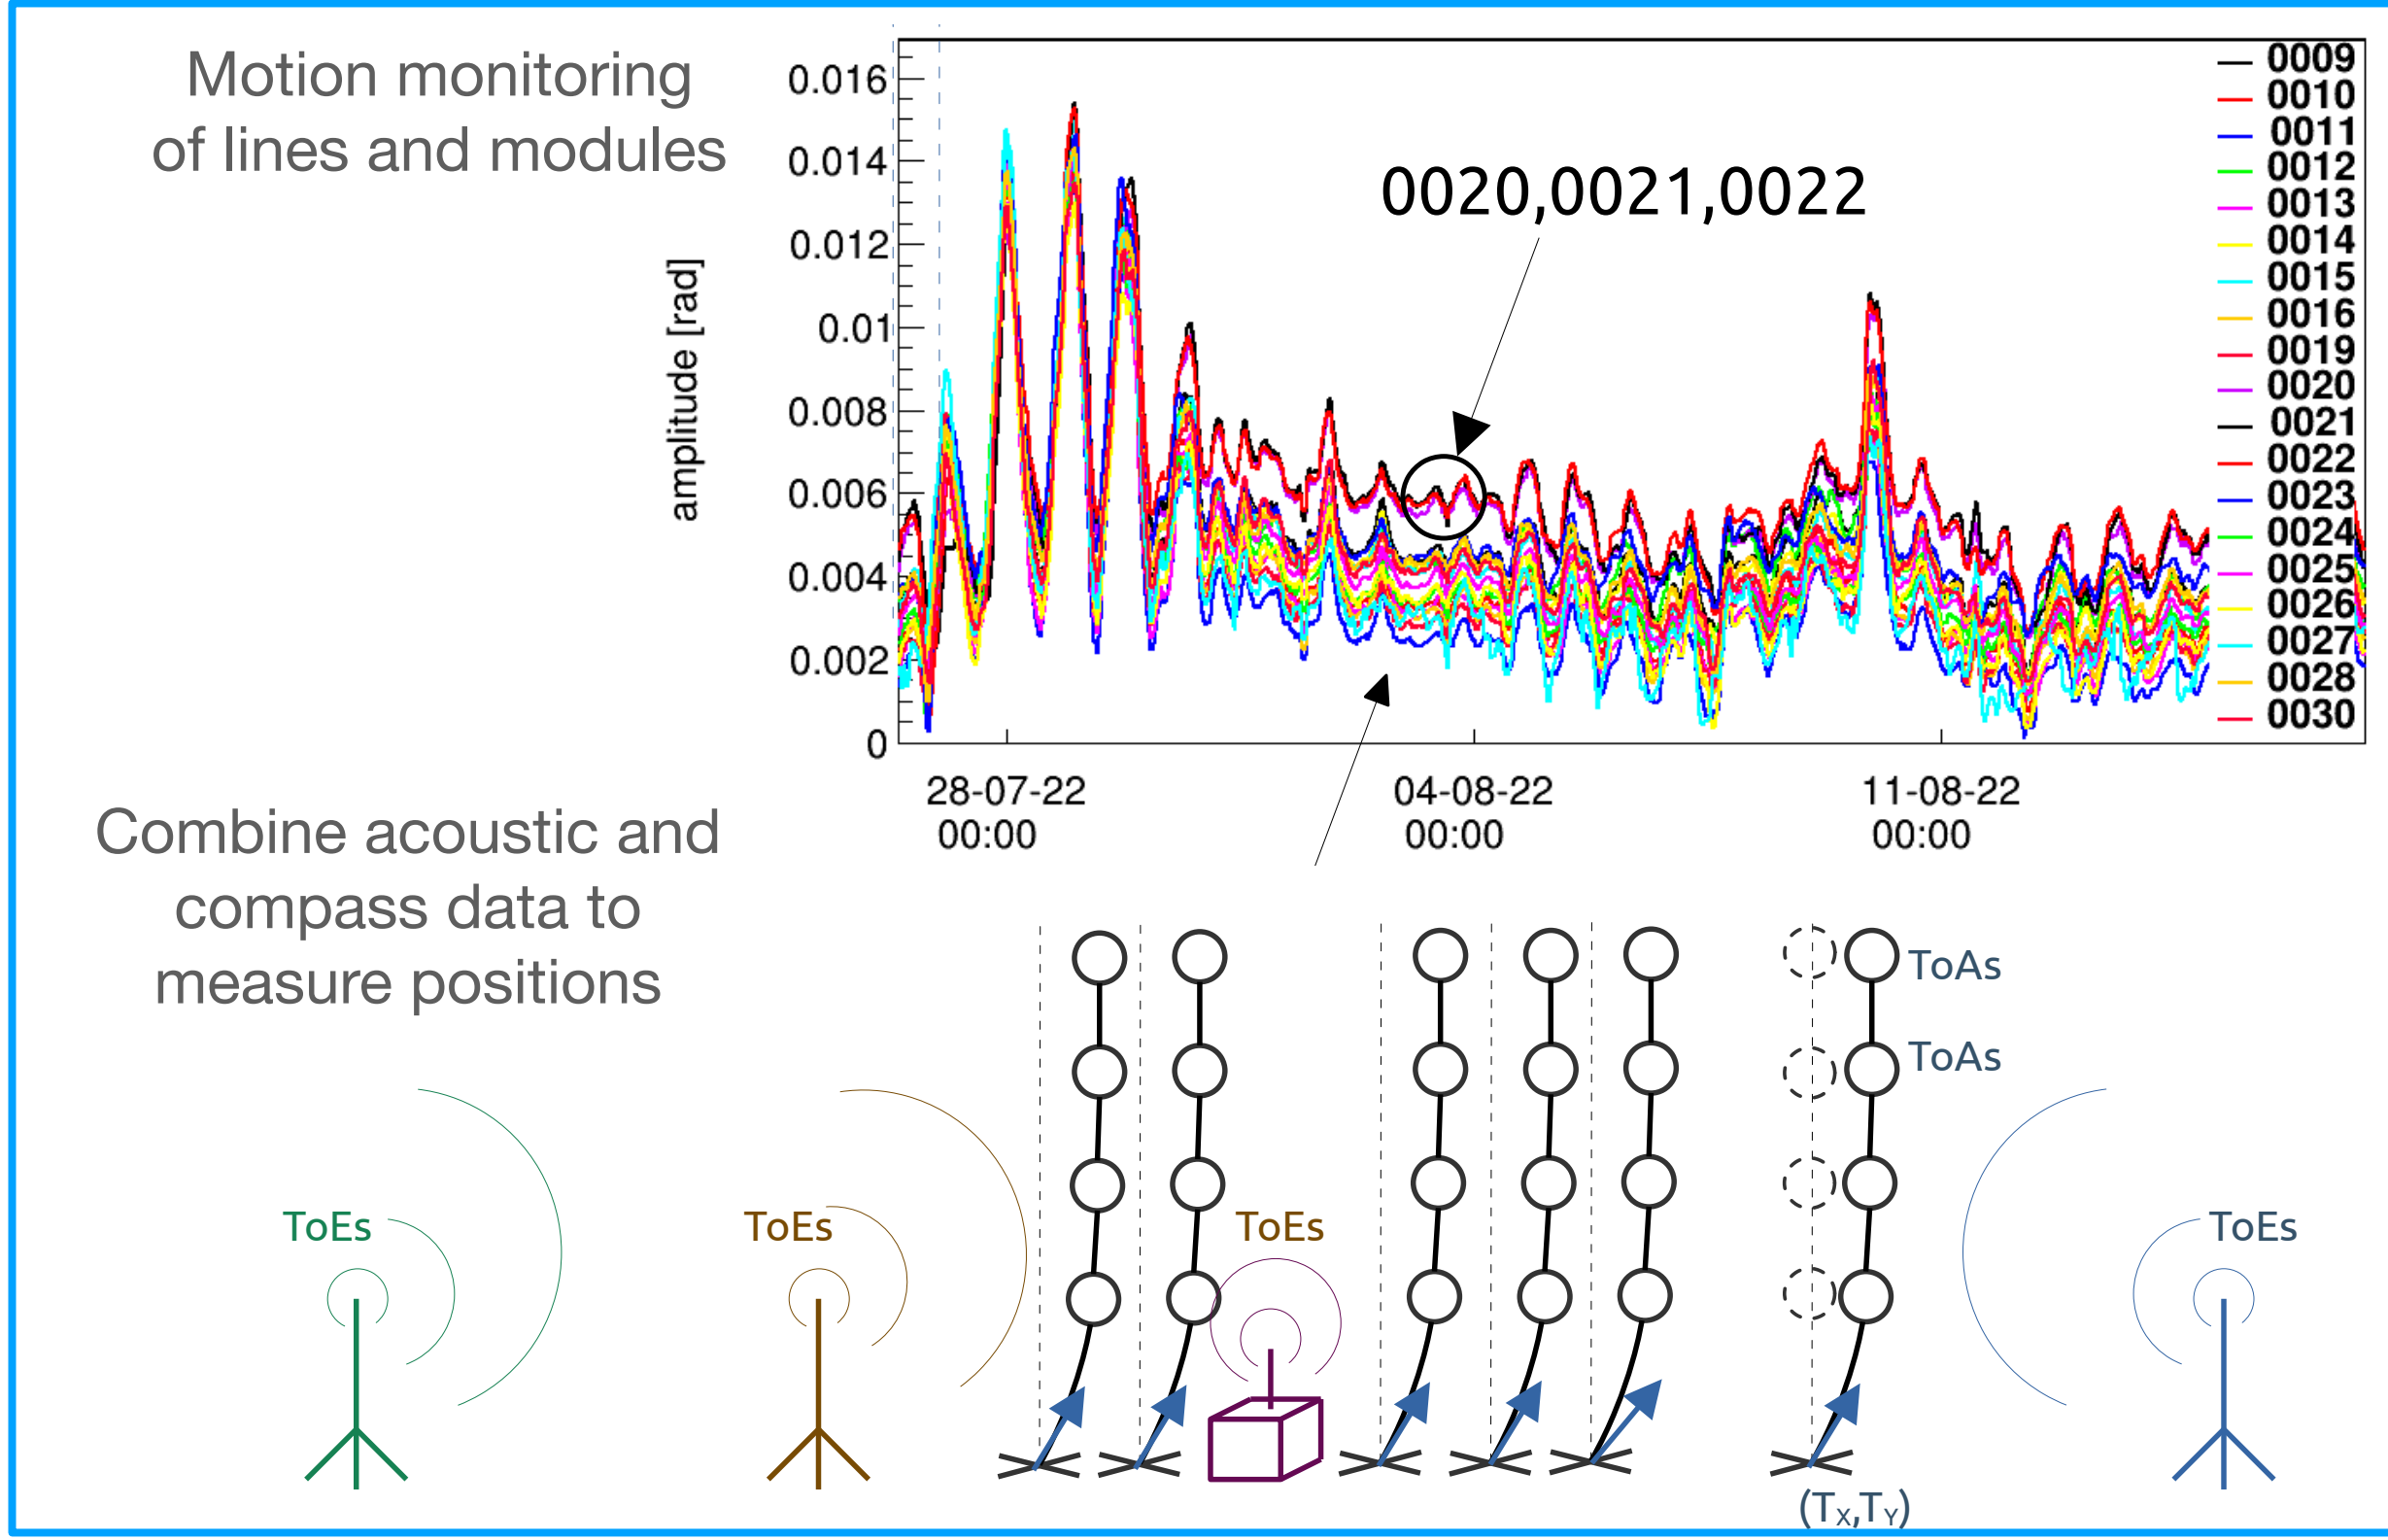 Motion monitoring
of lines and modules
amplitude [rad]
0.016
0.014
0.012
0.01
0.008
0.006
0.004
0.002
0
28-07-22
00:00
04-08-22
00:00
11-08-22
00:00
0020,0021,0022
0009
0010
0011
0012
0013
0014
0015
0016
0019
0020
0021
0022
0023
0024
0025
0026
0027
0028
0030
Combine acoustic and
compass data to
measure positions
ToAs
ToAs
ToEs
ToEs
ToEs
ToEs
(TX,TY)